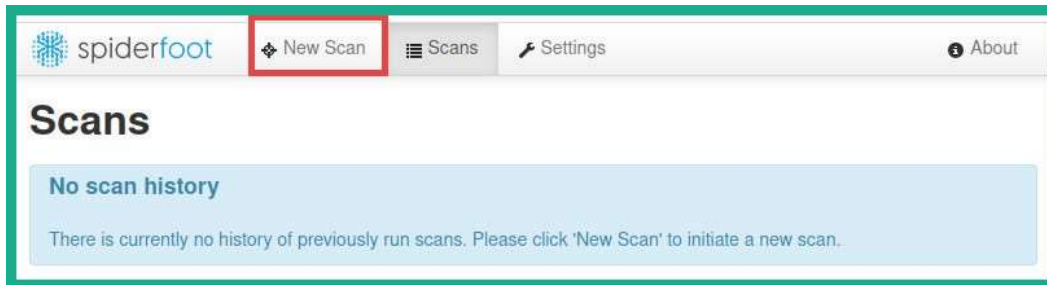 spiderfoot New Scan Scans Settings About
Scans
No scan history
There is currently no history of previously run scans. Please click 'New Scan' to initiate a new scan.